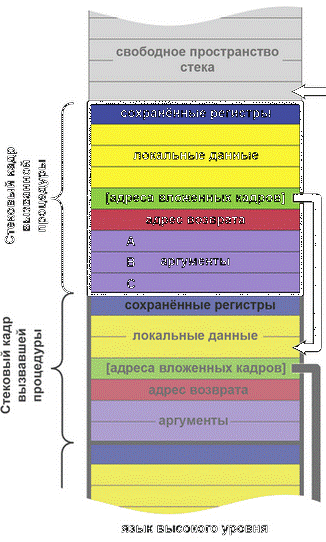 свободное пространство
стека
сохранённые регистры
локальные данные
[адреса вложенных кадров]
адрес возврата
A
B
C
аргументы
Стековый кадр
вызванной
процедуры
сохранённые регистры
локальные данные
[адреса вложенных кадров]
адрес возврата
аргументы
Стековый кадр
вызвавшей
процедуры
язык высокого уровня